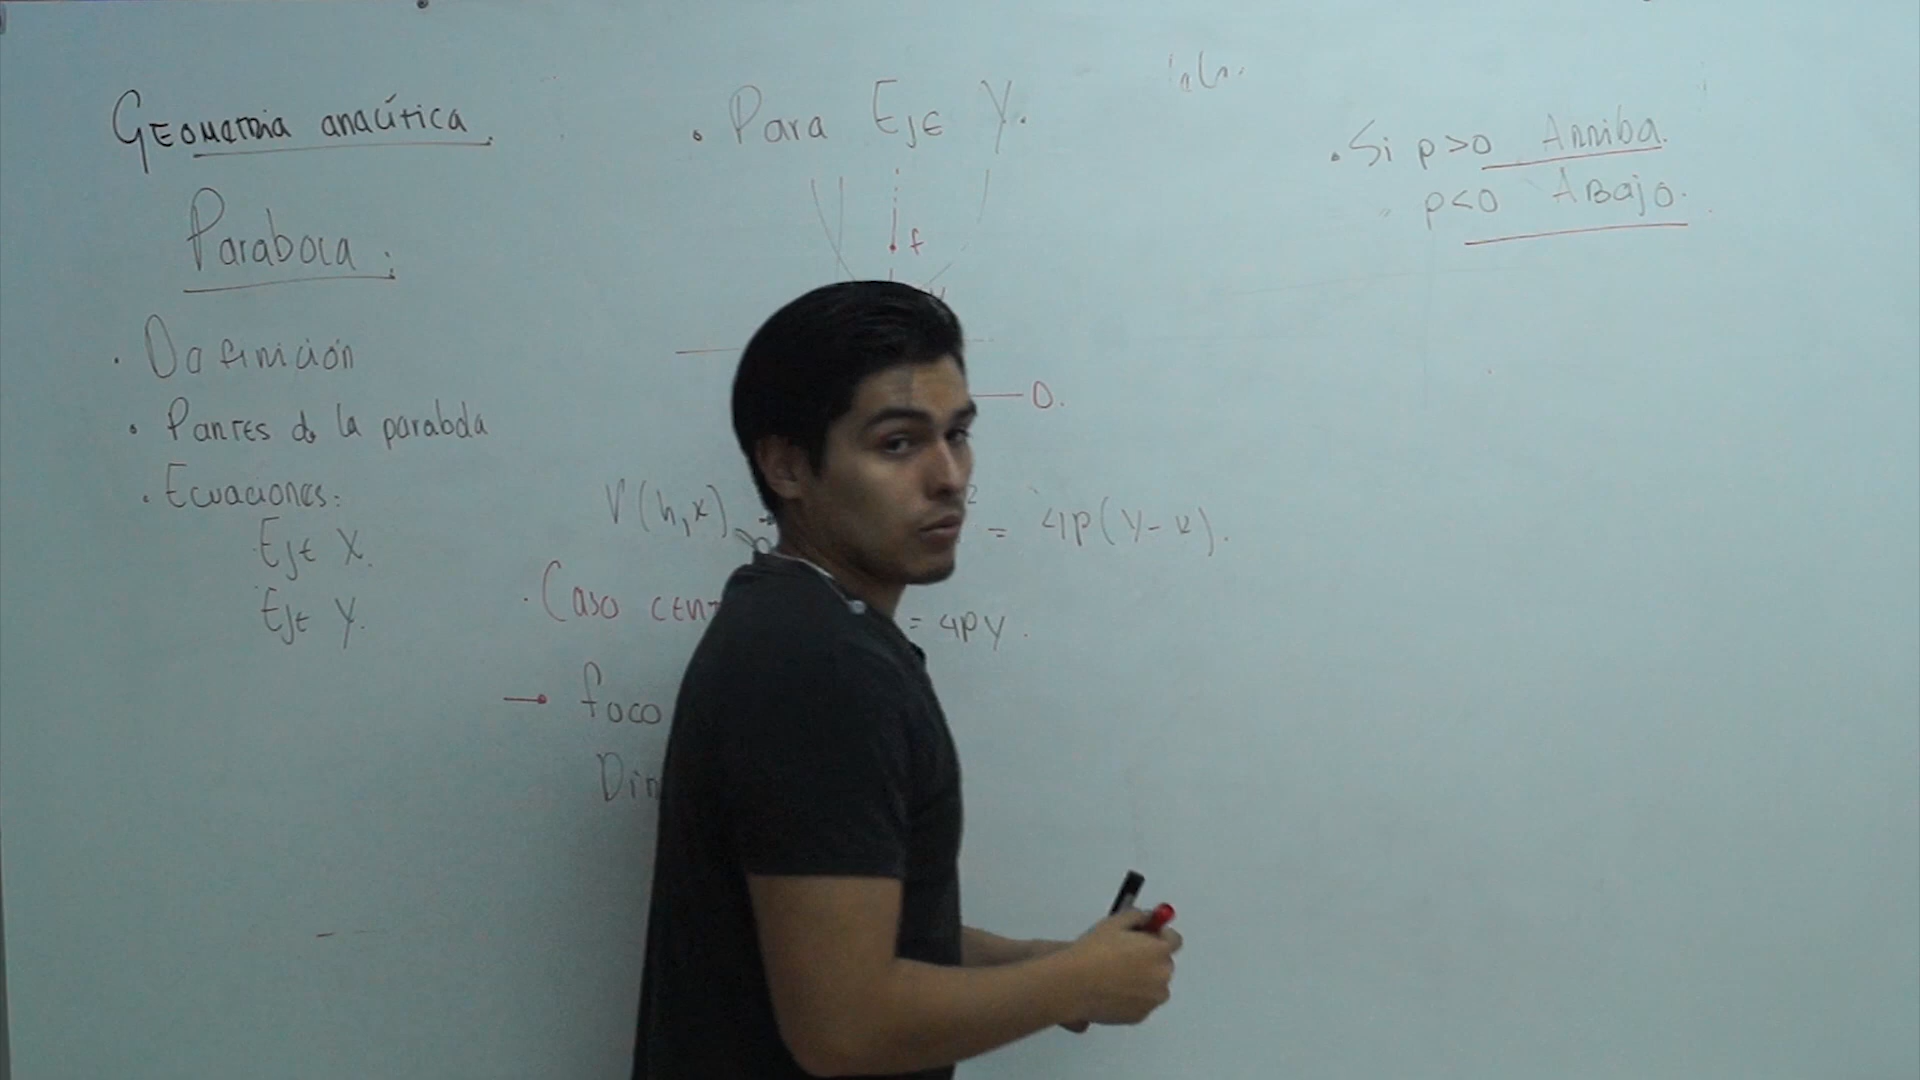 Geometria analítica.
Parabola:
• Definición
• Partes de la parabola
• Ecuaciones:
Eje X.
Eje Y.
• Para Eje Y.
f
V
D.
V(h,k) ² = 4p(y-k).
• Caso cent = 4py.
→ foco
Dir
• Si p>0 Arriba.
p<0 Abajo.